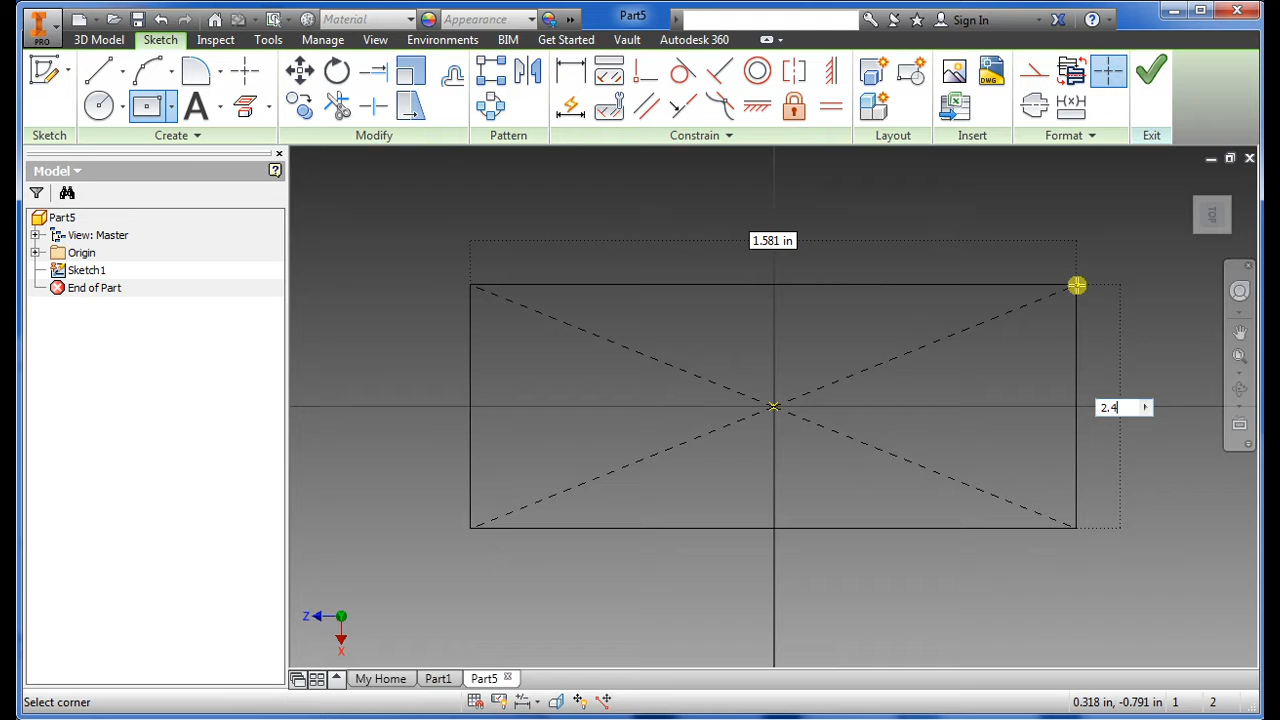 PRO
Material
Appearance
Part5
Sign In
3D Model
Sketch
Inspect
Tools
Manage
View
Environments
BIM
Get Started
Vault
Autodesk 360
Sketch
Create
Modify
Pattern
Constrain
Layout
Insert
Format
Exit
Model
Part5
View: Master
Origin
Sketch1
End of Part
1.581 in
TOP
2.4
Z
X
My Home
Part1
Part5
Select corner
0.318 in, -0.791 in
1
2